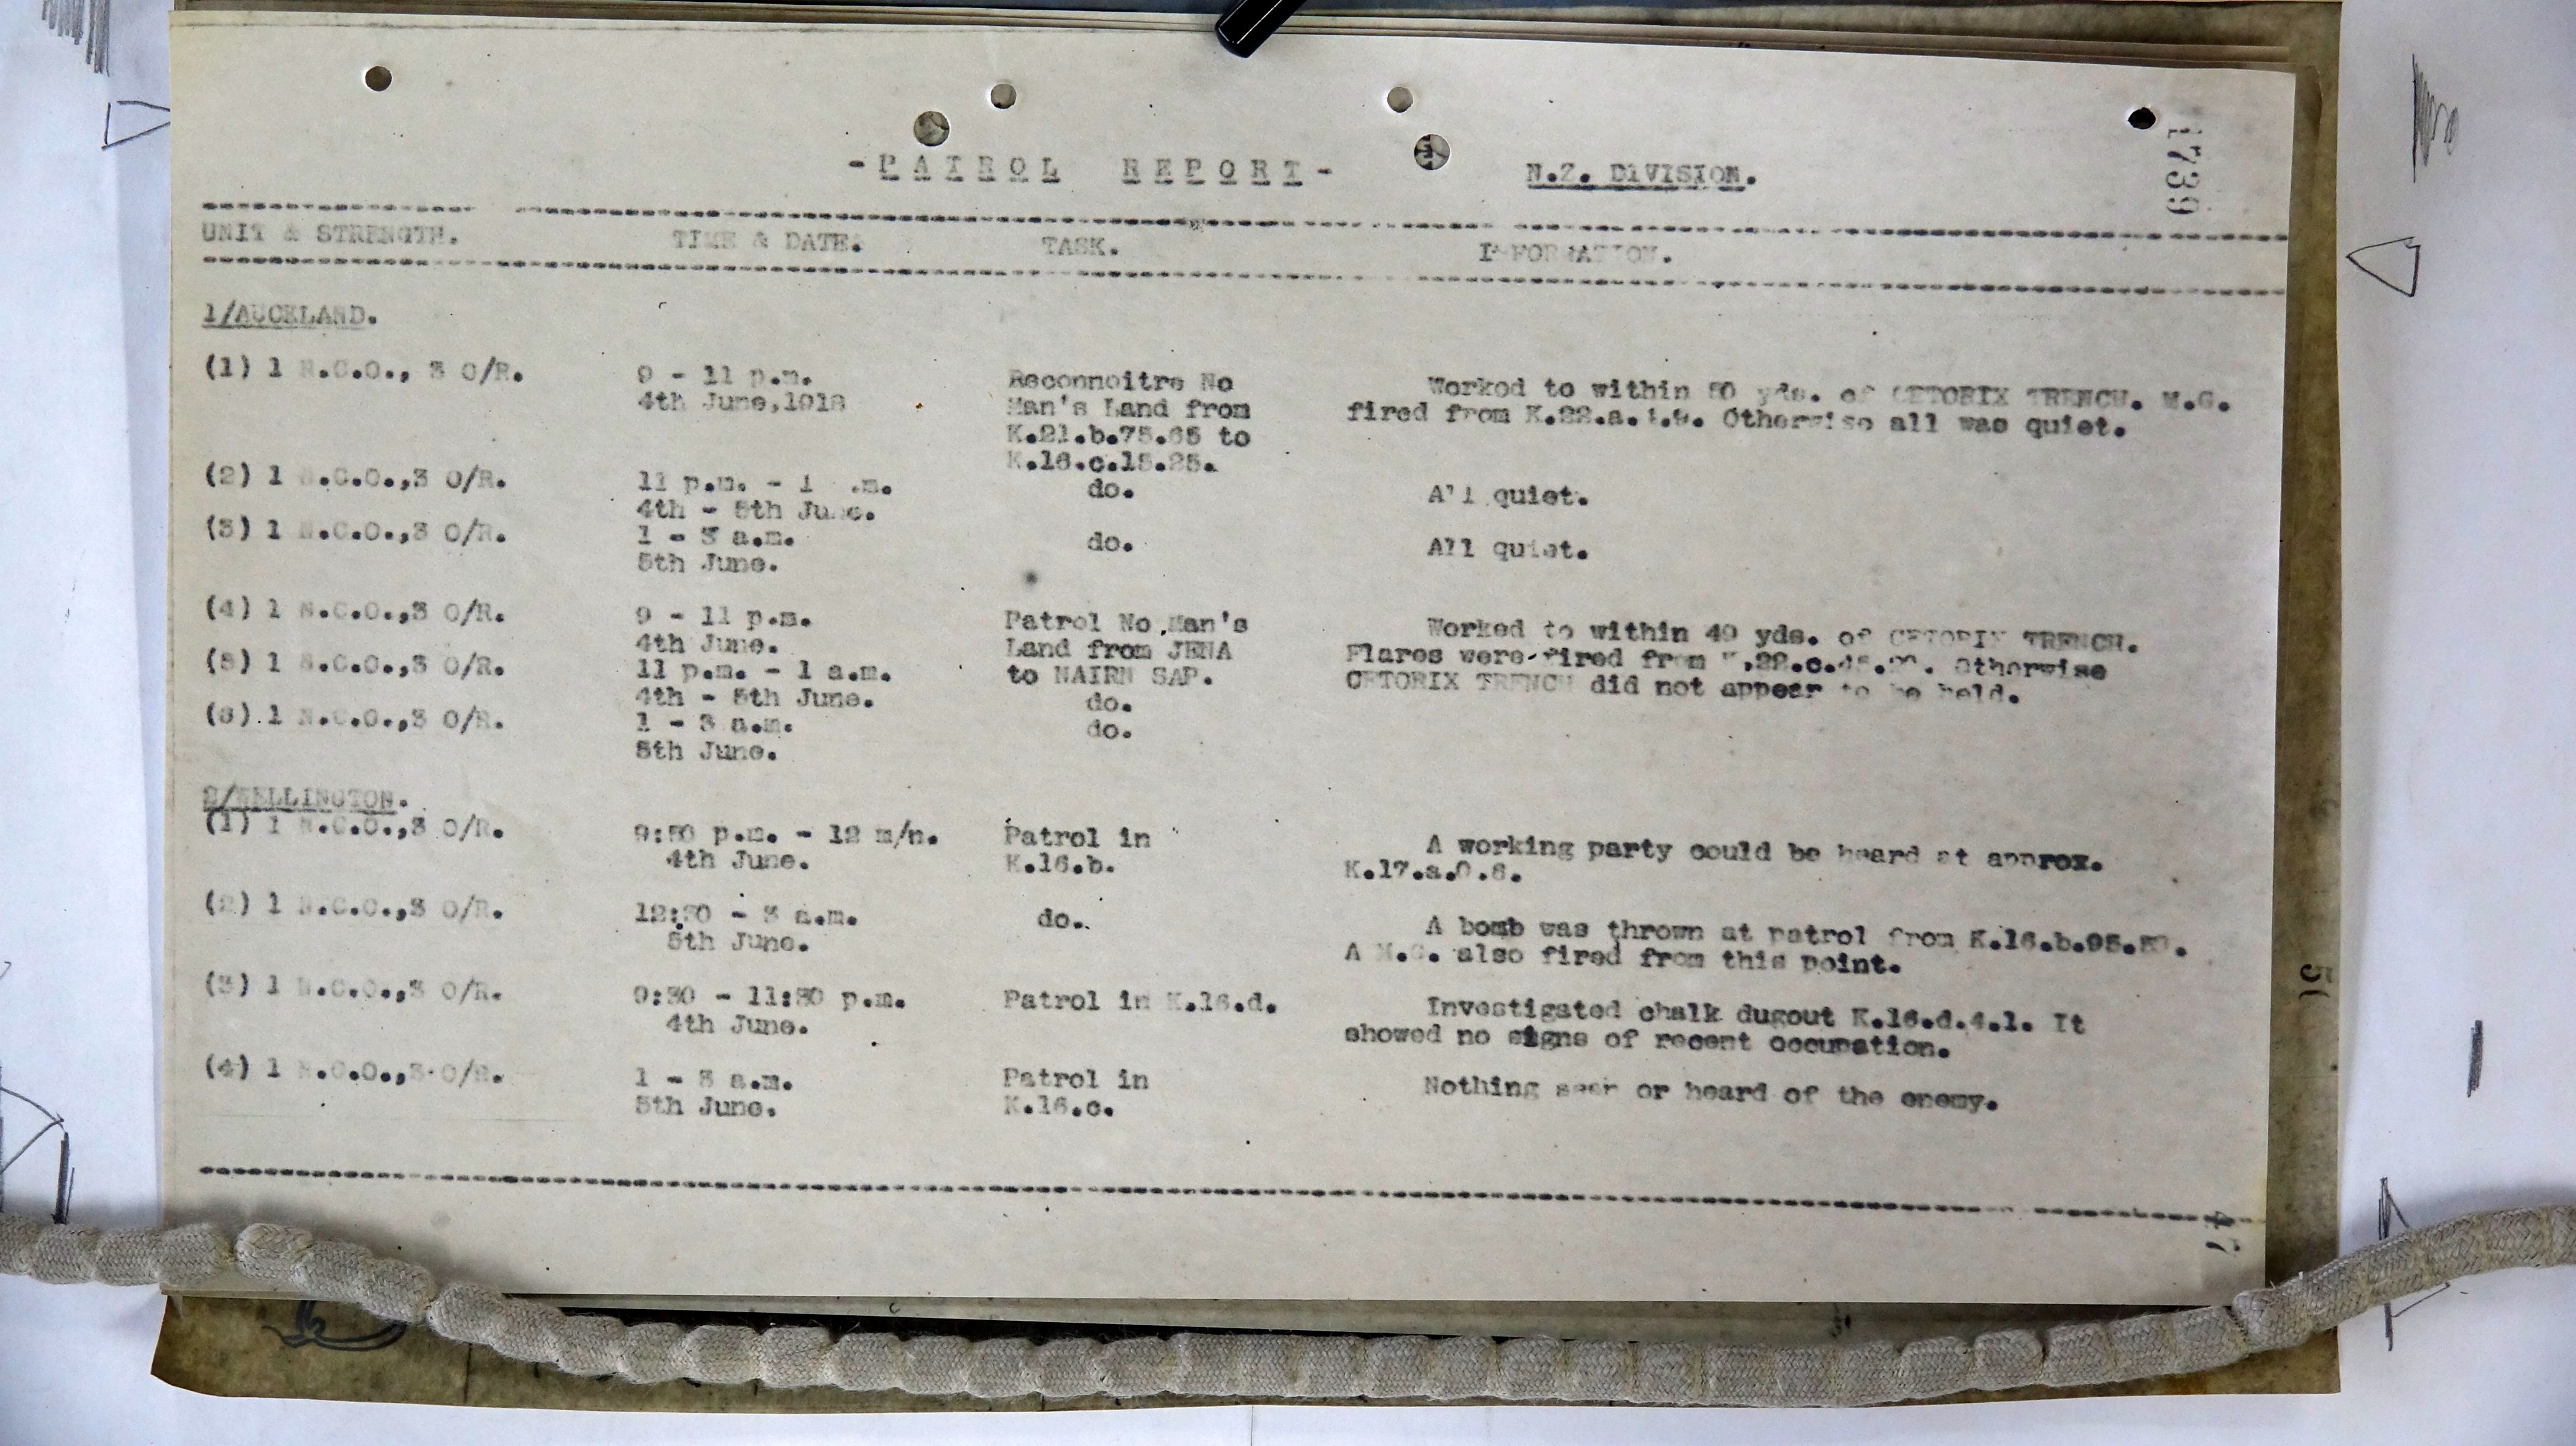 -PATROL REPORT- N.Z. DIVISION.
1739
UNIT & STRENGTH. TIME & DATE. TASK. INFORMATION.
1/AUCKLAND.
(1) 1 N.C.O., 3 O/R. 9 - 11 p.m. Reconnoitre No Worked to within 50 yds. of CETORIX TRENCH. M.G.
4th June,1918 Man's Land from fired from K.22.a. Otherwise all was quiet.
K.21.b.75.65 to
K.16.c.15.25.
(2) 1 N.C.O.,3 O/R. 11 p.m. - 1 .m. do. All quiet.
4th - 5th June.
(3) 1 N.C.O.,3 O/R. 1 - 3 a.m. do. All quiet.
5th June.
(4) 1 N.C.O.,3 O/R. 9 - 11 p.m. Patrol No Man's Worked to within 40 yds. of CETORIX TRENCH.
4th June. Land from JENA Flares were fired from Otherwise
(5) 1 N.C.O.,3 O/R. 11 p.m. - 1 a.m. to NAIRN SAP. CETORIX TRENCH did not appear to be held.
4th - 5th June. do.
(6) 1 N.C.O.,3 O/R. 1 - 3 a.m. do.
5th June.
2/WELLINGTON.
(1) 1 N.C.O.,3 O/R. 9:30 p.m. - 12 m/n. Patrol in A working party could be heard at approx.
4th June. K.16.b. K.17.a.0.6.
(2) 1 N.C.O.,3 O/R. 12:30 - 3 a.m. do. A bomb was thrown at patrol from K.16.b.95.50.
5th June. A M.G. also fired from this point.
(3) 1 N.C.O.,3 O/R. 9:30 - 11:30 p.m. Patrol in K.16.d. Investigated chalk dugout K.16.d.4.1. It
4th June. showed no signs of recent occupation.
(4) 1 N.C.O.,3 O/R. 1 - 3 a.m. Patrol in Nothing seen or heard of the enemy.
5th June. K.16.c.